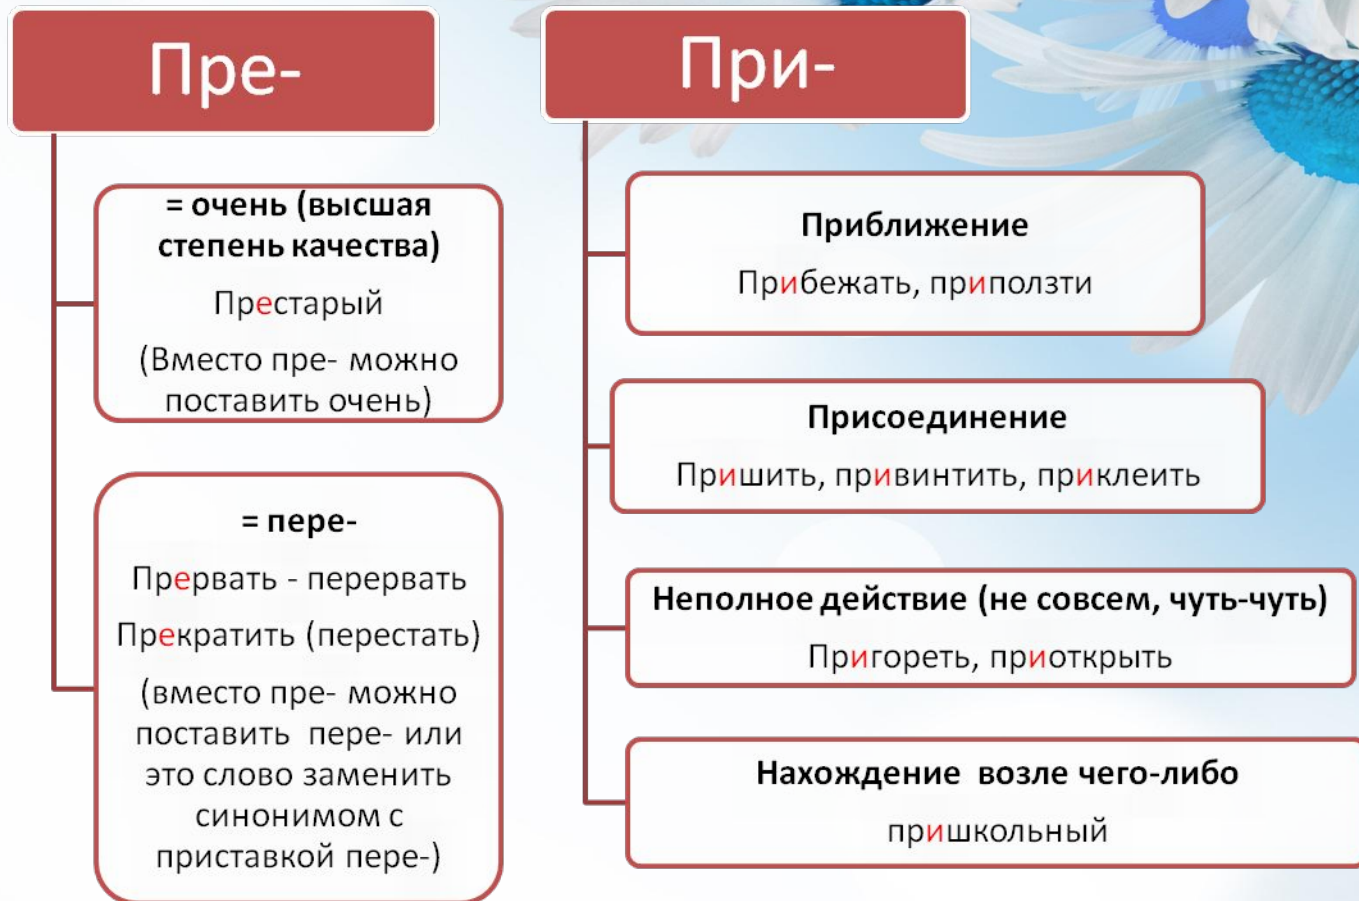 Пре-
= очень (высшая
степень качества)
Престарый
(Вместо пре- можно
поставить очень)
= пере-
Прервать - перервать
Прекратить (перестать)
(вместо пре- можно
поставить пере- или
это слово заменить
синонимом с
приставкой пере-)
При-
Приближение
Прибежать, приползти
Присоединение
Пришить, привинтить, приклеить
Неполное действие (не совсем, чуть-чуть)
Пригореть, приоткрыть
Нахождение возле чего-либо
пришкольный